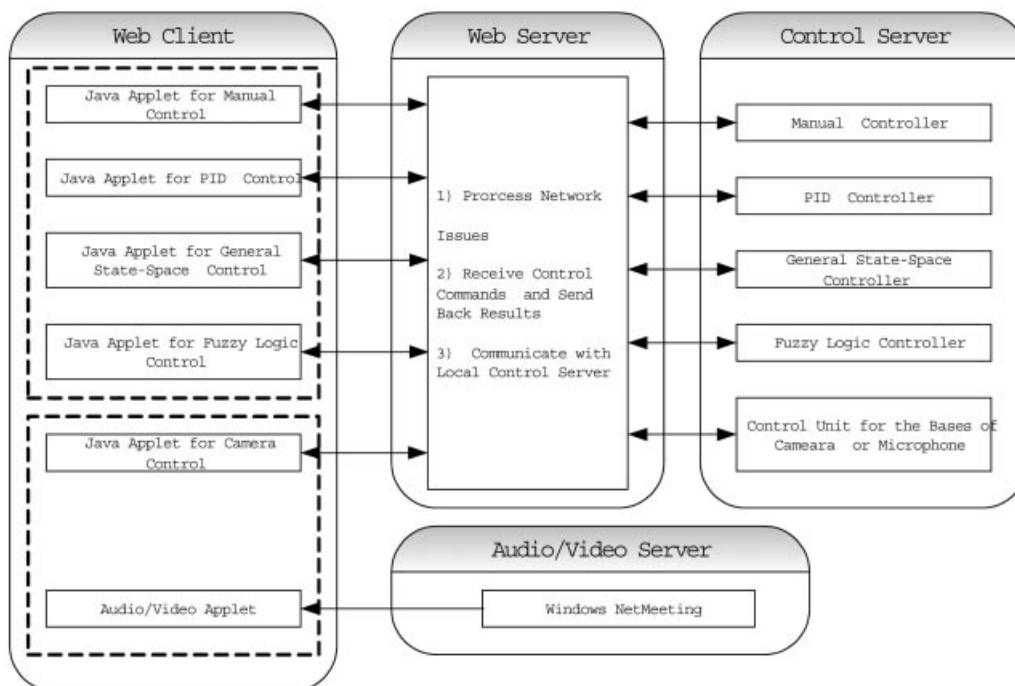 Web Client
Java Applet for Manual
Control
Java Applet for PID Control
Java Applet for General
State-Space Control
Java Applet for Fuzzy Logic
Control
Java Applet for Camera
Control
Audio/Video Applet
Web Server
1) Prorcess Network
Issues
2) Receive Control
Commands and Send
Back Results
3) Communicate with
Local Control Server
Control Server
Manual Controller
PID Controller
General State-Space
Controller
Fuzzy Logic Controller
Control Unit for the Bases of
Cameara or Microphone
Audio/Video Server
Windows NetMeeting